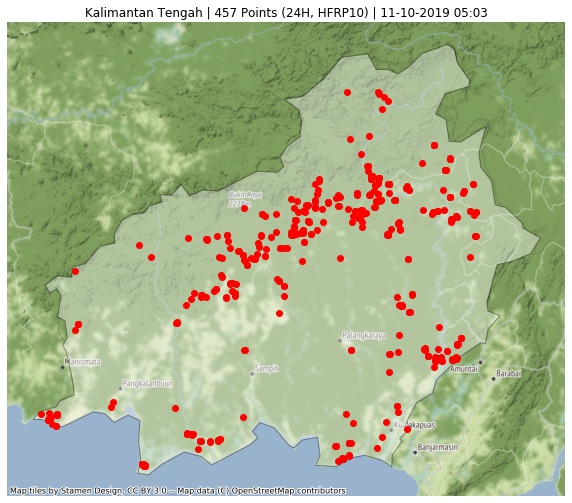 Kalimantan Tengah | 457 Points (24H, HFRP10) | 11-10-2019 05:03
Bukit Raya
Palangkaraya
Manismata
Sampit
Amuntai
Barabai
Pangkalanbuun
Kualakapuas
Banjarmasin
Map tiles by Stamen Design, CC BY 3.0 -- Map data (C) OpenStreetMap contributors